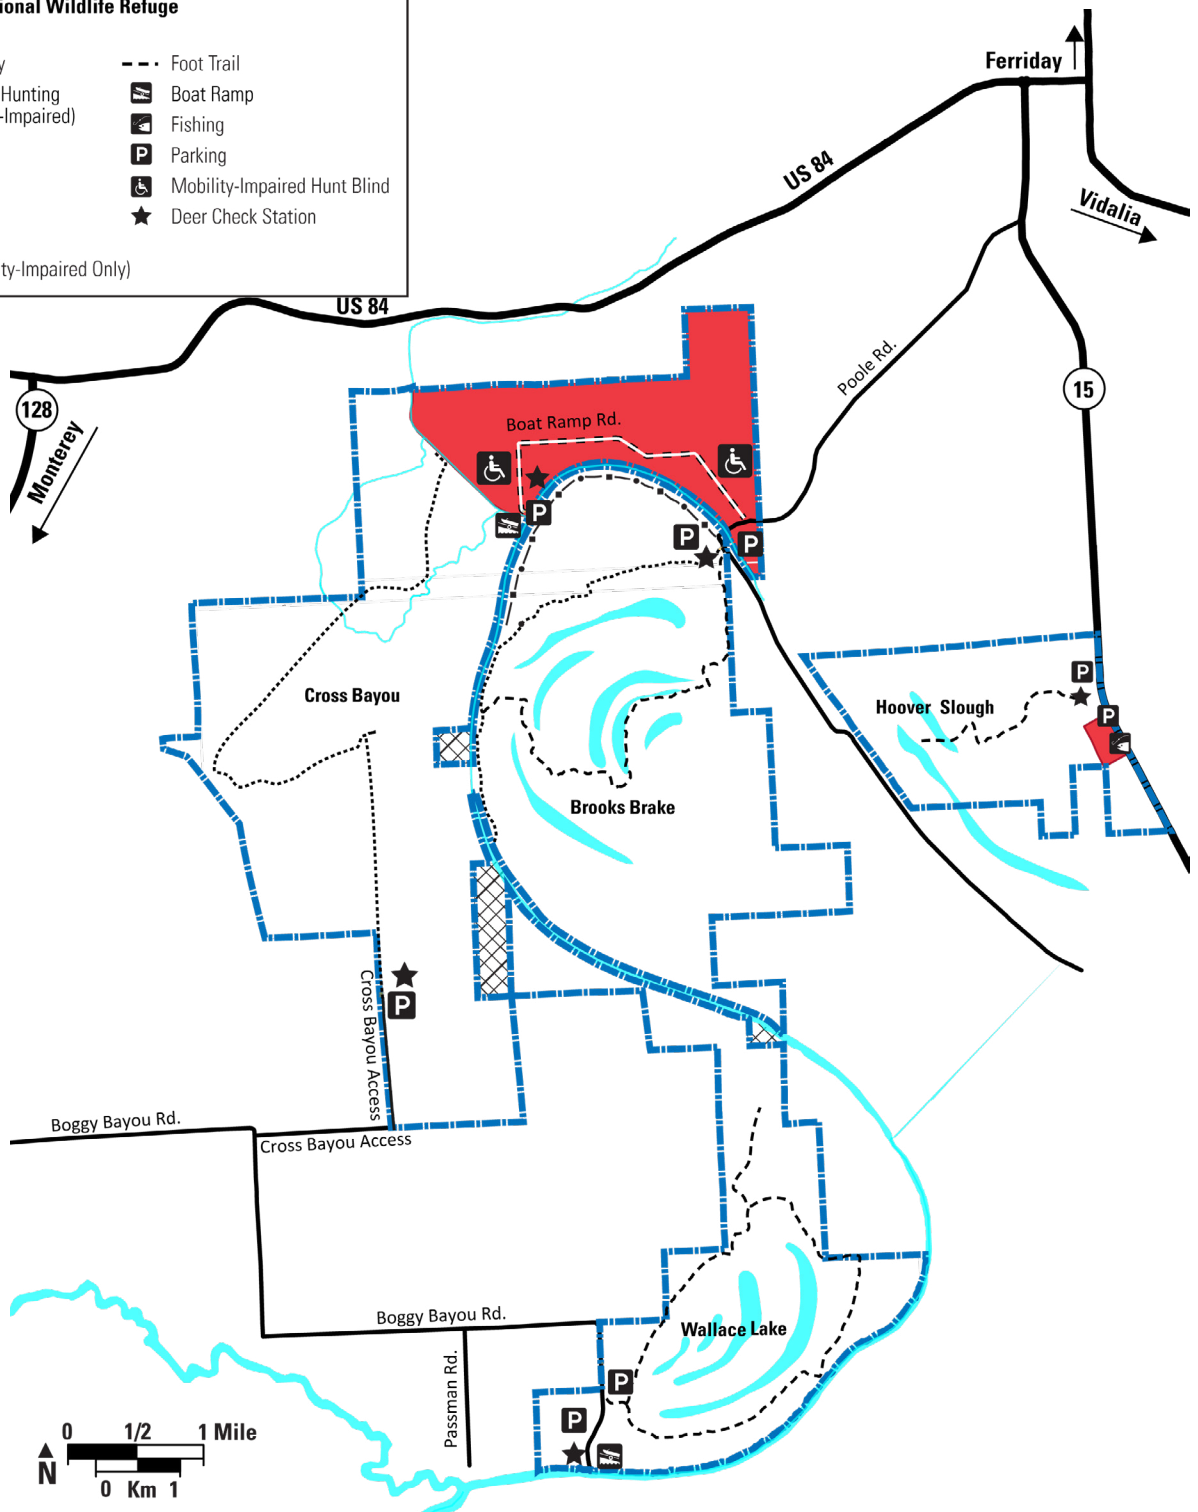 ional Wildlife Refuge
y
Hunting
-Impaired)
Foot Trail
Boat Ramp
Fishing
P Parking
Mobility-Impaired Hunt Blind
Deer Check Station
ty-Impaired Only)
Ferriday
US 84
Vidalia
US 84
Poole Rd.
15
128
Monterey
Boat Ramp Rd.
P
P
P
Cross Bayou
P
Hoover Slough
P
Brooks Brake
P
Cross Bayou Access
Boggy Bayou Rd.
Cross Bayou Access
Boggy Bayou Rd.
Wallace Lake
Passman Rd.
P
P
0 1/2 1 Mile
N
0 Km 1